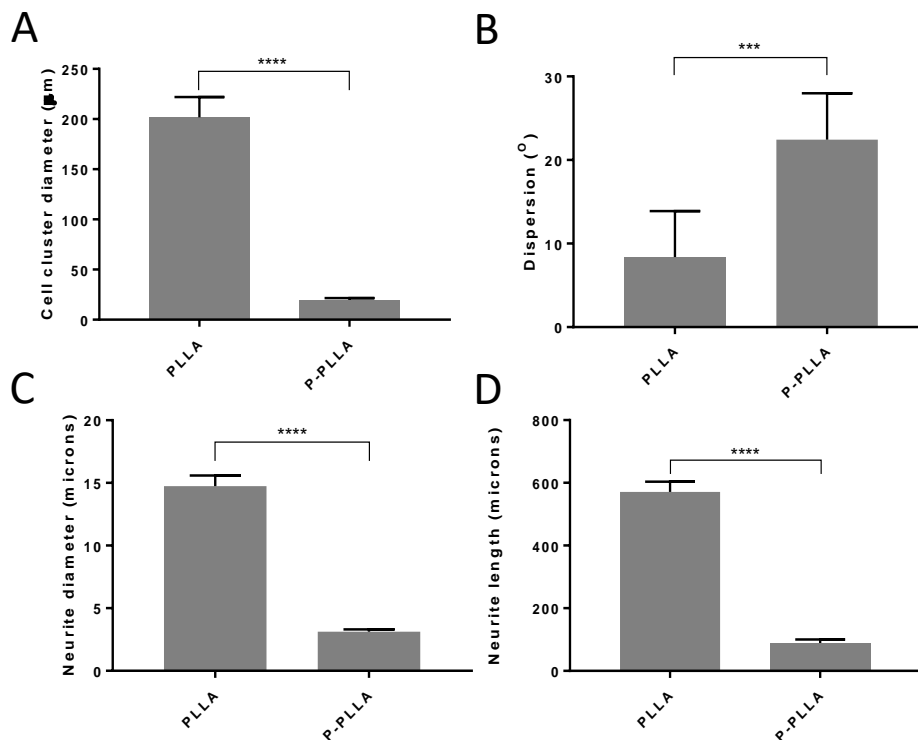 A
Cell cluster diameter (µm)
250
200
150
100
50
0
****
PLLA
P-PLLA
B
Dispersion (O)
30
20
10
0
***
PLLA
P-PLLA
C
Neurite diameter (microns)
20
15
10
5
0
****
PLLA
P-PLLA
D
Neurite length (microns)
800
600
400
200
0
****
PLLA
P-PLLA